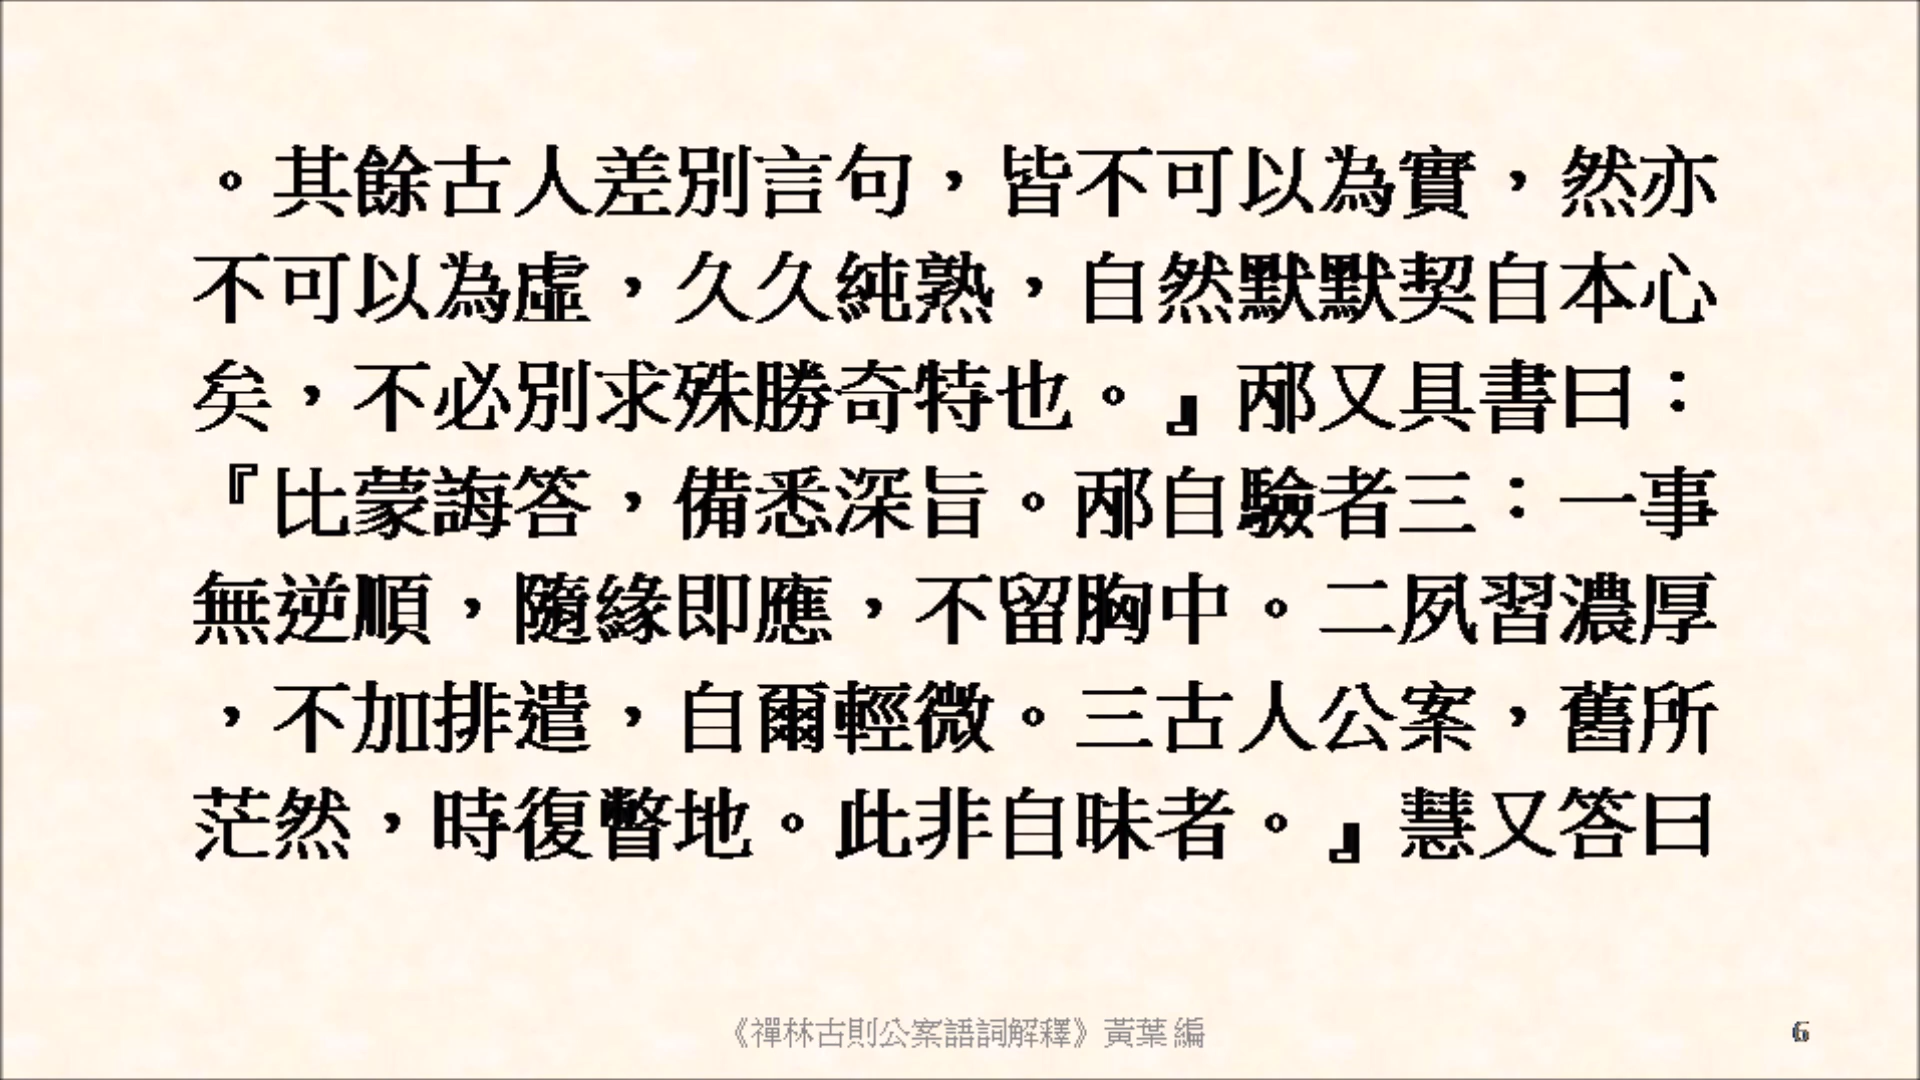 。其餘古人差別言句，皆不可以為實，然亦
不可以為虛，久久純熟，自然默默契自本心
矣，不必別求殊勝奇特也。』邴又具書曰：
『比蒙誨答，備悉深旨。邴自驗者三：一事
無逆順，隨緣即應，不留胸中。二夙習濃厚
，不加排遣，自爾輕微。三古人公案，舊所
茫然，時復瞥地。此非自昧者。』慧又答曰
《禪林古則公案語詞解釋》黃葉 編
6